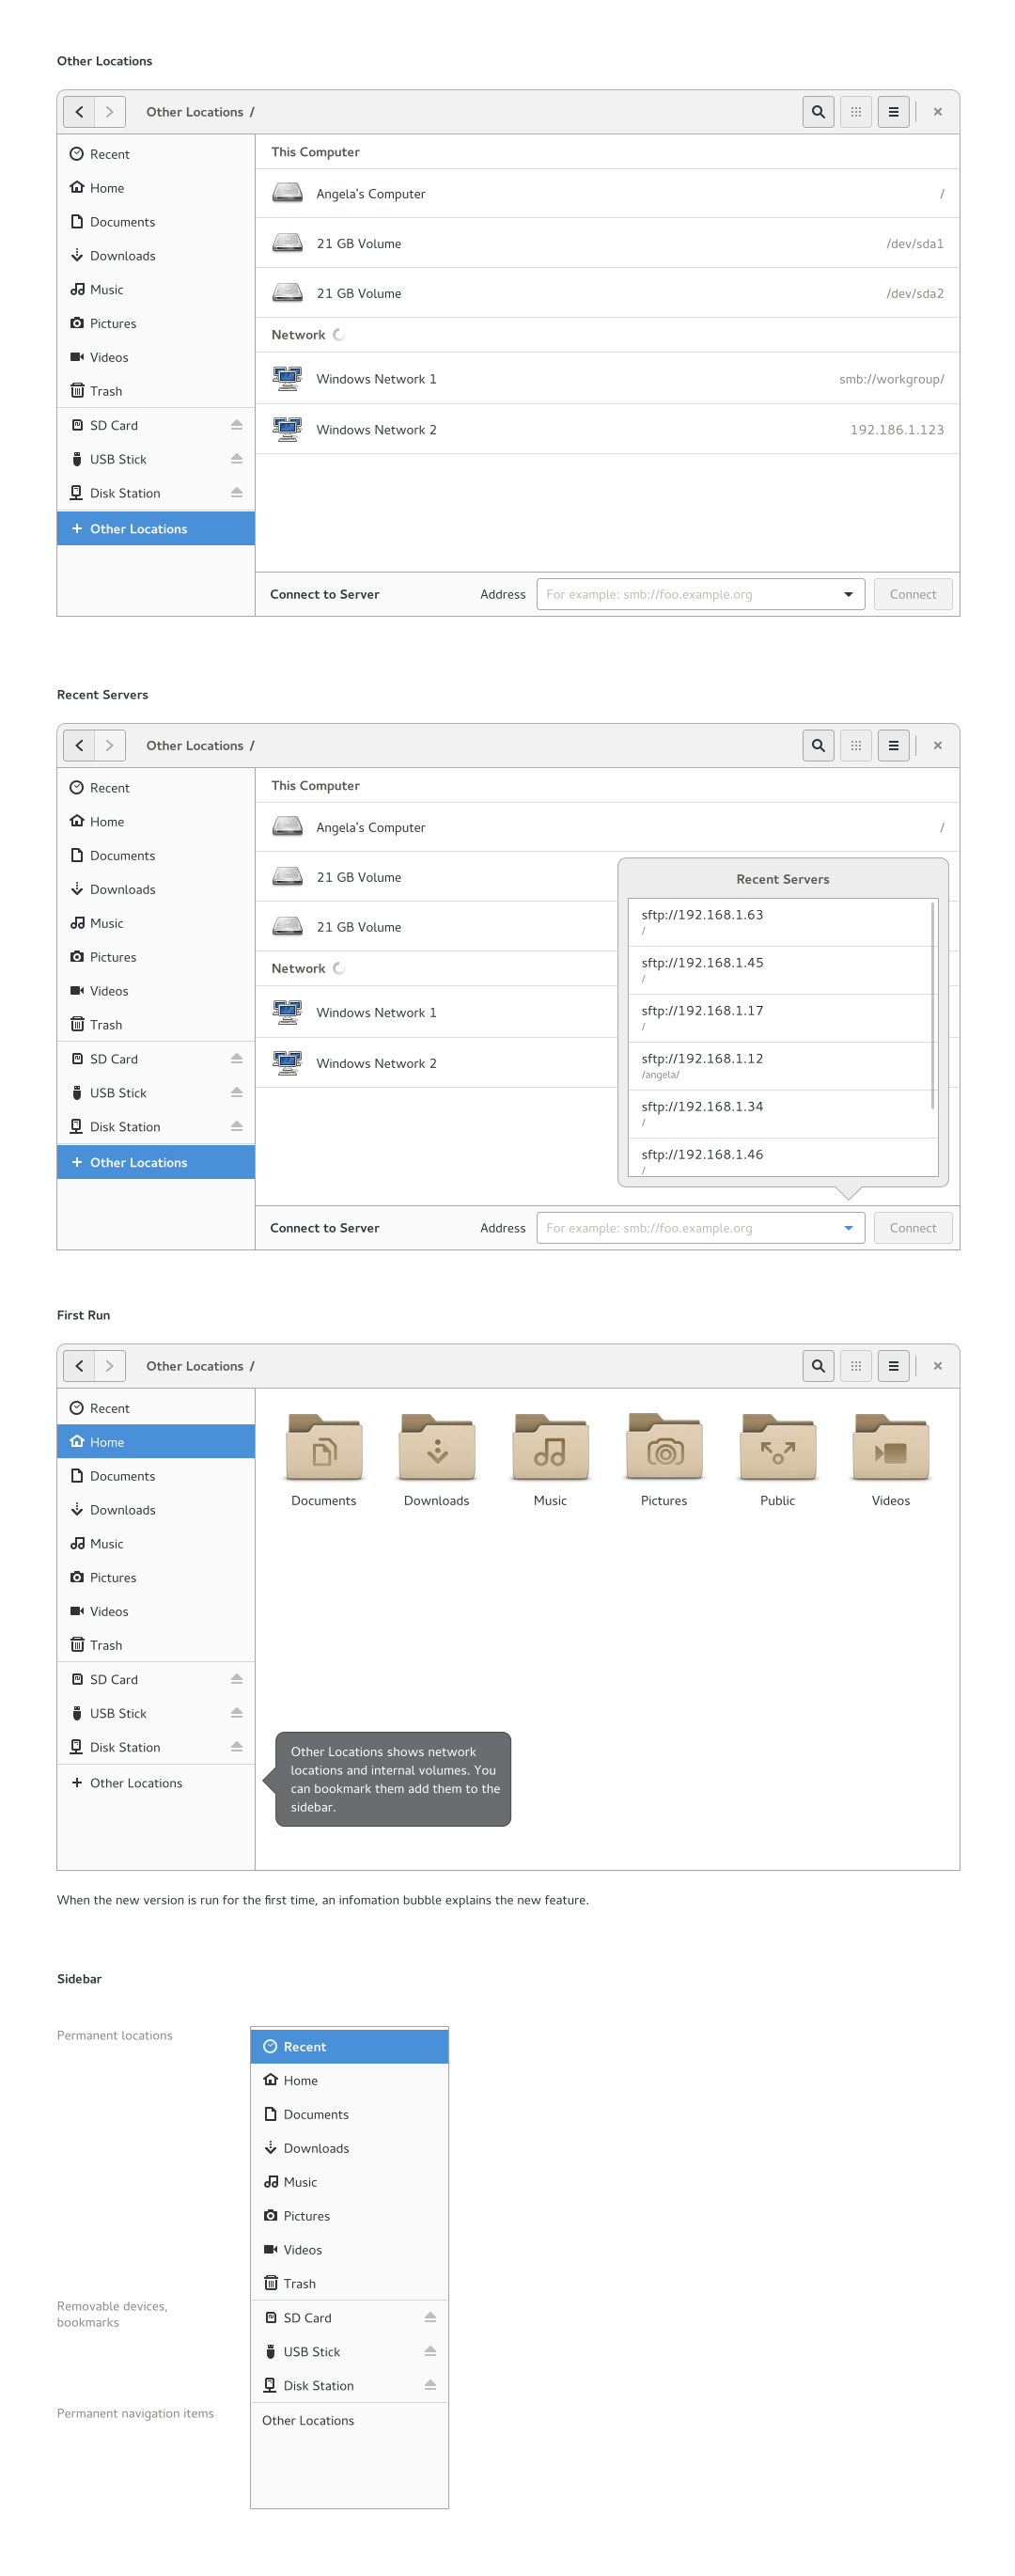 Other Locations
Other Locations /
Recent
Home
Documents
Downloads
Music
Pictures
Videos
Trash
SD Card
USB Stick
Disk Station
+ Other Locations
This Computer
Angela's Computer /
21 GB Volume /dev/sda1
21 GB Volume /dev/sda2
Network
Windows Network 1 smb://workgroup/
Windows Network 2 192.186.1.123
Connect to Server Address For example: smb://foo.example.org Connect
Recent Servers
Other Locations /
Recent
Home
Documents
Downloads
Music
Pictures
Videos
Trash
SD Card
USB Stick
Disk Station
+ Other Locations
This Computer
Angela's Computer /
21 GB Volume
21 GB Volume
Network
Windows Network 1
Windows Network 2
Recent Servers
sftp://192.168.1.63
/
sftp://192.168.1.45
/
sftp://192.168.1.17
/
sftp://192.168.1.12
/angela/
sftp://192.168.1.34
/
sftp://192.168.1.46
/
Connect to Server Address For example: smb://foo.example.org Connect
First Run
Other Locations /
Recent
Home
Documents
Downloads
Music
Pictures
Videos
Trash
SD Card
USB Stick
Disk Station
+ Other Locations
Documents Downloads Music Pictures Public Videos
Other Locations shows network
locations and internal volumes. You
can bookmark them add them to the
sidebar.
When the new version is run for the first time, an infomation bubble explains the new feature.
Sidebar
Permanent locations
Removable devices,
bookmarks
Permanent navigation items
Recent
Home
Documents
Downloads
Music
Pictures
Videos
Trash
SD Card
USB Stick
Disk Station
Other Locations